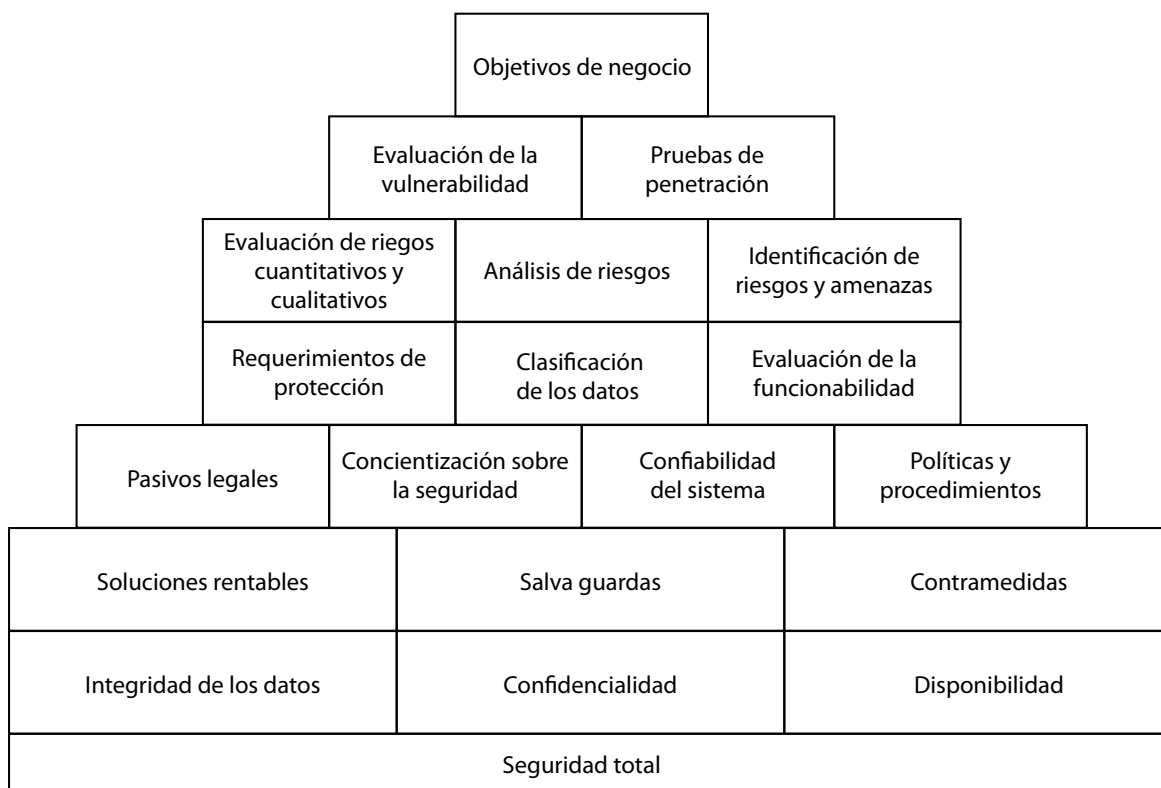 Objetivos de negocio
Evaluación de la
vulnerabilidad
Pruebas de
penetración
Evaluación de riegos
cuantitativos y
cualitativos
Análisis de riesgos
Identificación de
riesgos y amenazas
Requerimientos de
protección
Clasificación
de los datos
Evaluación de la
funcionabilidad
Pasivos legales
Concientización sobre
la seguridad
Confiabilidad
del sistema
Políticas y
procedimientos
Soluciones rentables
Salva guardas
Contramedidas
Integridad de los datos
Confidencialidad
Disponibilidad
Seguridad total